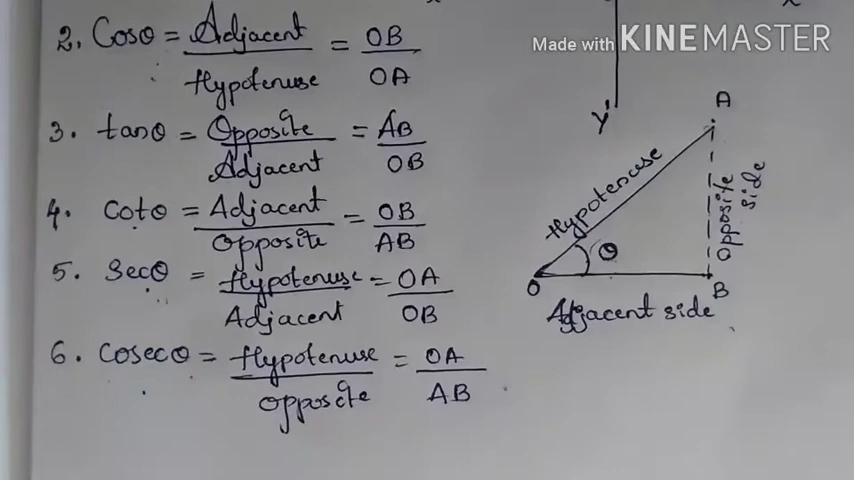 Made with KINEMASTER
2. Cosθ = Adjacent / Hypotenuse = OB / OA
3. tanθ = Opposite / Adjacent = AB / OB
4. Cotθ = Adjacent / Opposite = OB / AB
5. Secθ = Hypotenuse / Adjacent = OA / OB
6. Cosecθ = Hypotenuse / Opposite = OA / AB
Y'
A
Hypotenuse
opposite side
θ
O
B
Adjacent side